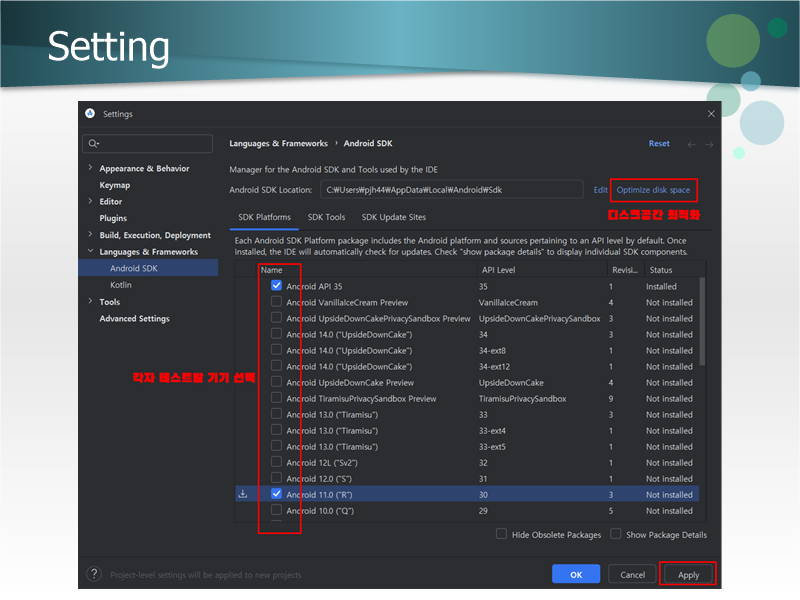 Setting
Settings
Languages & Frameworks › Android SDK
Reset
Appearance & Behavior
Keymap
Editor
Plugins
Build, Execution, Deployment
Languages & Frameworks
Android SDK
Kotlin
Tools
Advanced Settings
Manager for the Android SDK and Tools used by the IDE
Android SDK Location: C:₩Users₩pjh44₩AppData₩Local₩Android₩Sdk Edit Optimize disk space
디스크공간 최적화
SDK Platforms SDK Tools SDK Update Sites
Each Android SDK Platform package includes the Android platform and sources pertaining to an API level by default. Once
installed, the IDE will automatically check for updates. Check "show package details" to display individual SDK components.
Name API Level Revisi... Status
Android API 35 35 1 Installed
Android VanillaIceCream Preview VanillaIceCream 4 Not installed
Android UpsideDownCakePrivacySandbox Preview UpsideDownCakePrivacySandbox 3 Not installed
Android 14.0 ("UpsideDownCake") 34 3 Not installed
Android 14.0 ("UpsideDownCake") 34-ext8 1 Not installed
Android 14.0 ("UpsideDownCake") 34-ext12 1 Not installed
각자 테스트할 기기 선택
Android UpsideDownCake Preview UpsideDownCake 4 Not installed
Android TiramisuPrivacySandbox Preview TiramisuPrivacySandbox 9 Not installed
Android 13.0 ("Tiramisu") 33 3 Not installed
Android 13.0 ("Tiramisu") 33-ext4 1 Not installed
Android 13.0 ("Tiramisu") 33-ext5 1 Not installed
Android 12L ("Sv2") 32 1 Not installed
Android 12.0 ("S") 31 1 Not installed
Android 11.0 ("R") 30 3 Not installed
Android 10.0 ("Q") 29 5 Not installed
Hide Obsolete Packages Show Package Details
? Project-level settings will be applied to new projects
OK Cancel Apply